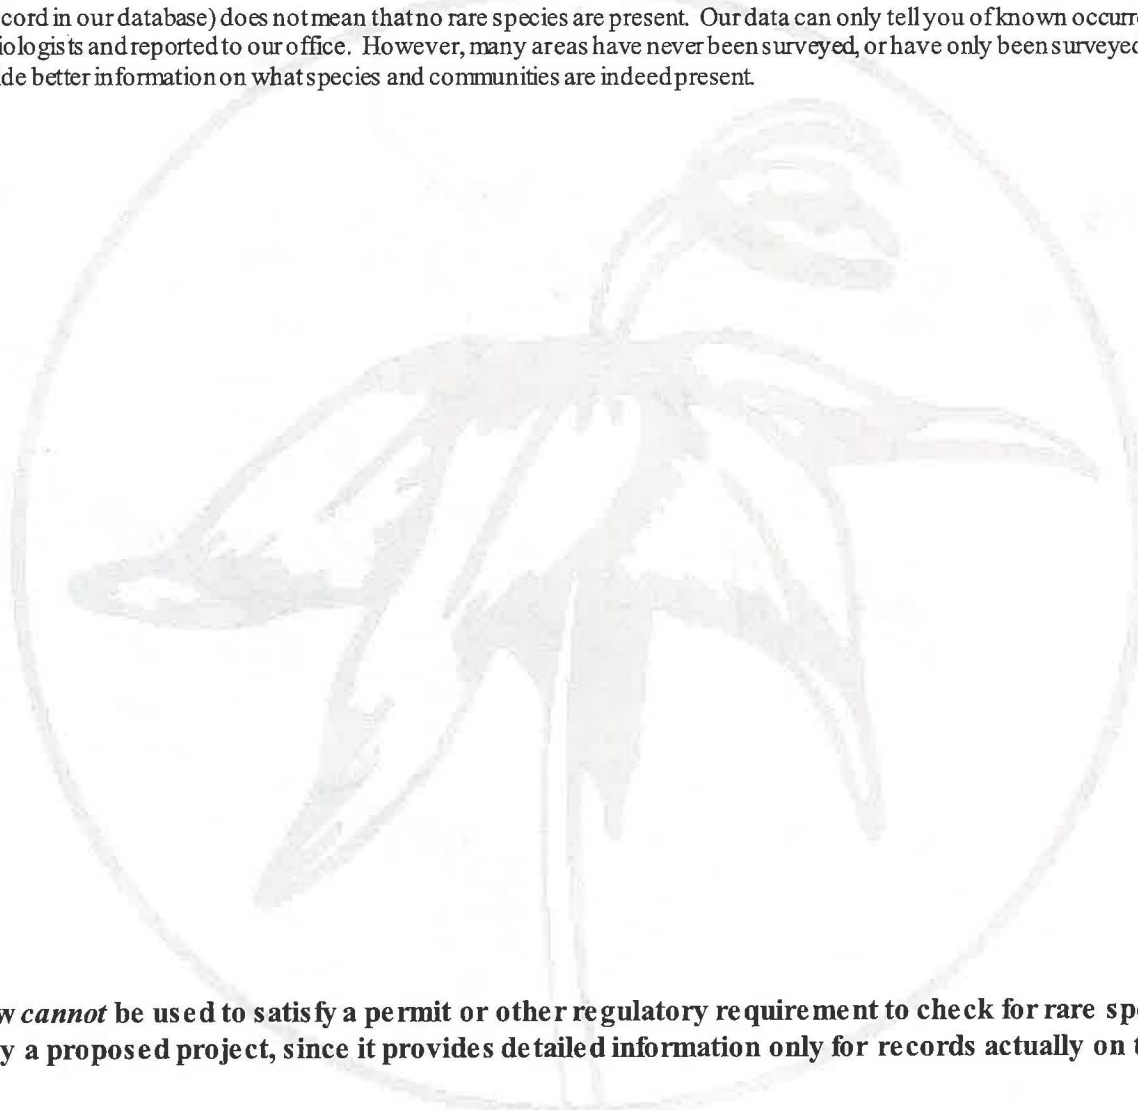 cord in our database) does not mean that no rare species are present. Our data can only tell you of known occurr
iologists and reported to our office. However, many areas have never been surveyed, or have only been surveyed
de better information on what species and communities are indeed present.
w cannot be used to satisfy a permit or other regulatory requirement to check for rare sp
y a proposed project, since it provides detailed information only for records actually on t